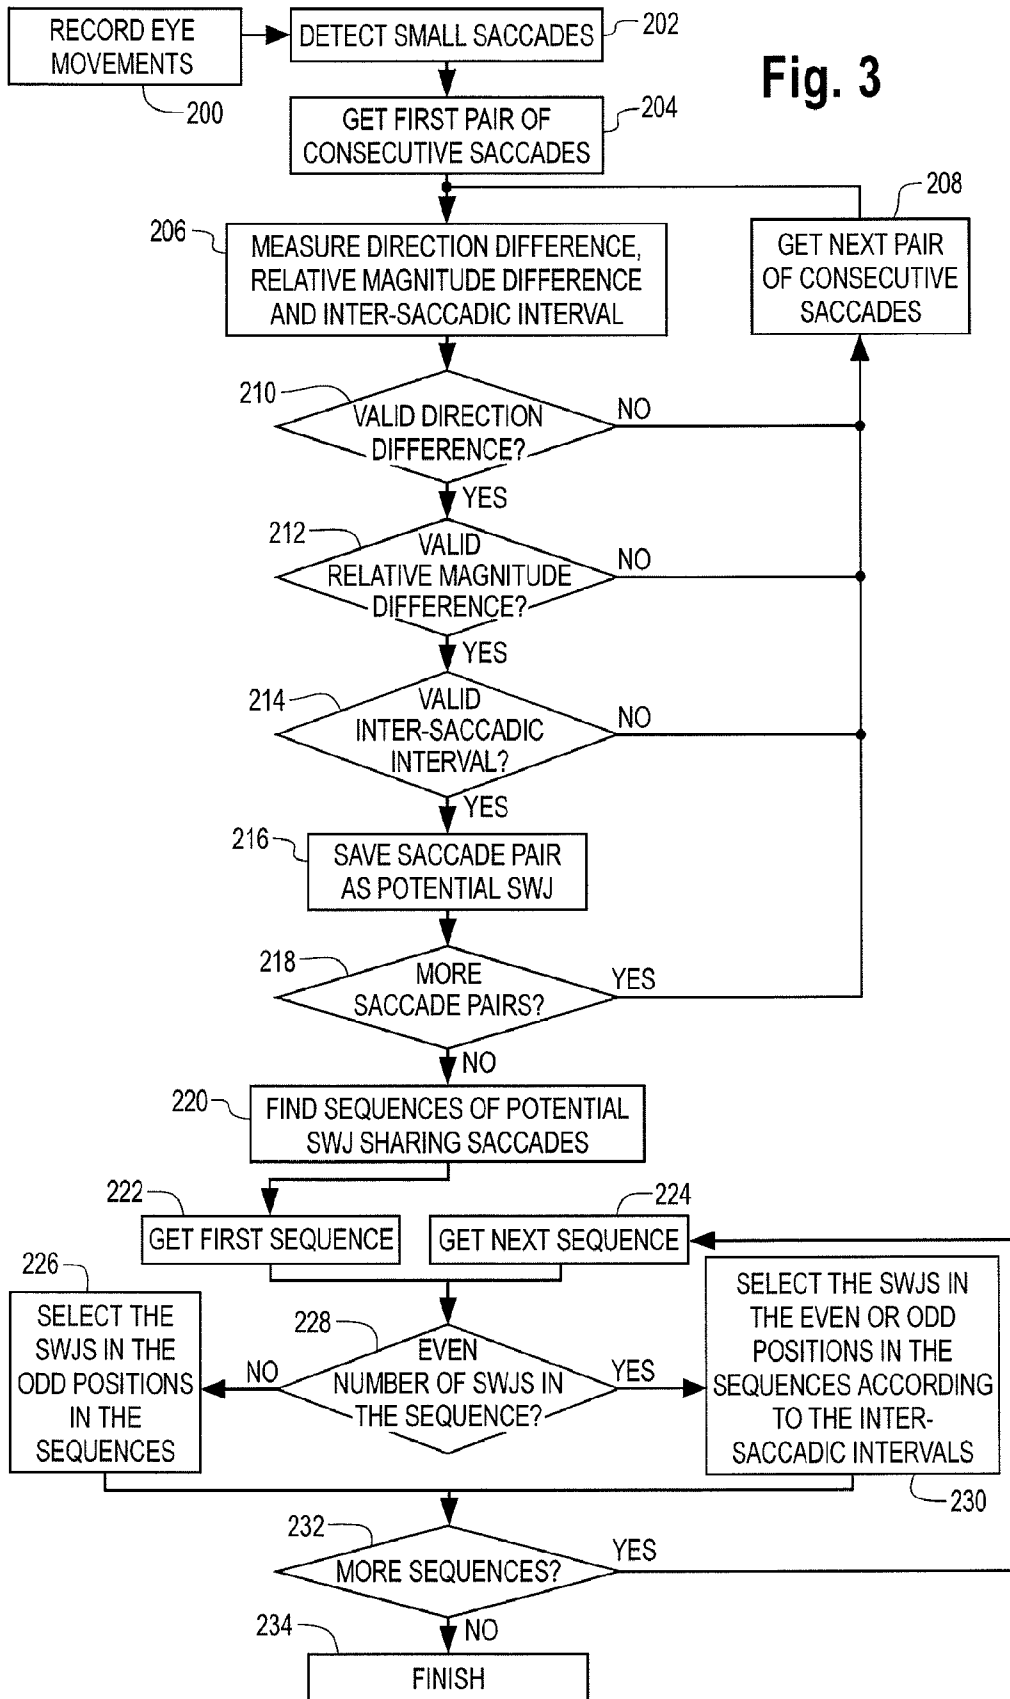 RECORD EYE
MOVEMENTS
200
DETECT SMALL SACCADES
202
Fig. 3
GET FIRST PAIR OF
CONSECUTIVE SACCADES
204
206
MEASURE DIRECTION DIFFERENCE,
RELATIVE MAGNITUDE DIFFERENCE
AND INTER-SACCADIC INTERVAL
208
GET NEXT PAIR
OF CONSECUTIVE
SACCADES
210
VALID DIRECTION
DIFFERENCE?
NO
YES
212
VALID
RELATIVE MAGNITUDE
DIFFERENCE?
NO
YES
214
VALID
INTER-SACCADIC
INTERVAL?
NO
YES
216
SAVE SACCADE PAIR
AS POTENTIAL SWJ
218
MORE
SACCADE PAIRS?
YES
NO
220
FIND SEQUENCES OF POTENTIAL
SWJ SHARING SACCADES
222
GET FIRST SEQUENCE
224
GET NEXT SEQUENCE
226
SELECT THE
SWJS IN THE
ODD POSITIONS
IN THE
SEQUENCES
228
EVEN
NUMBER OF SWJS IN
THE SEQUENCE?
NO
YES
SELECT THE SWJS IN
THE EVEN OR ODD
POSITIONS IN THE
SEQUENCES ACCORDING
TO THE INTER-
SACCADIC INTERVALS
230
232
MORE SEQUENCES?
YES
NO
234
FINISH